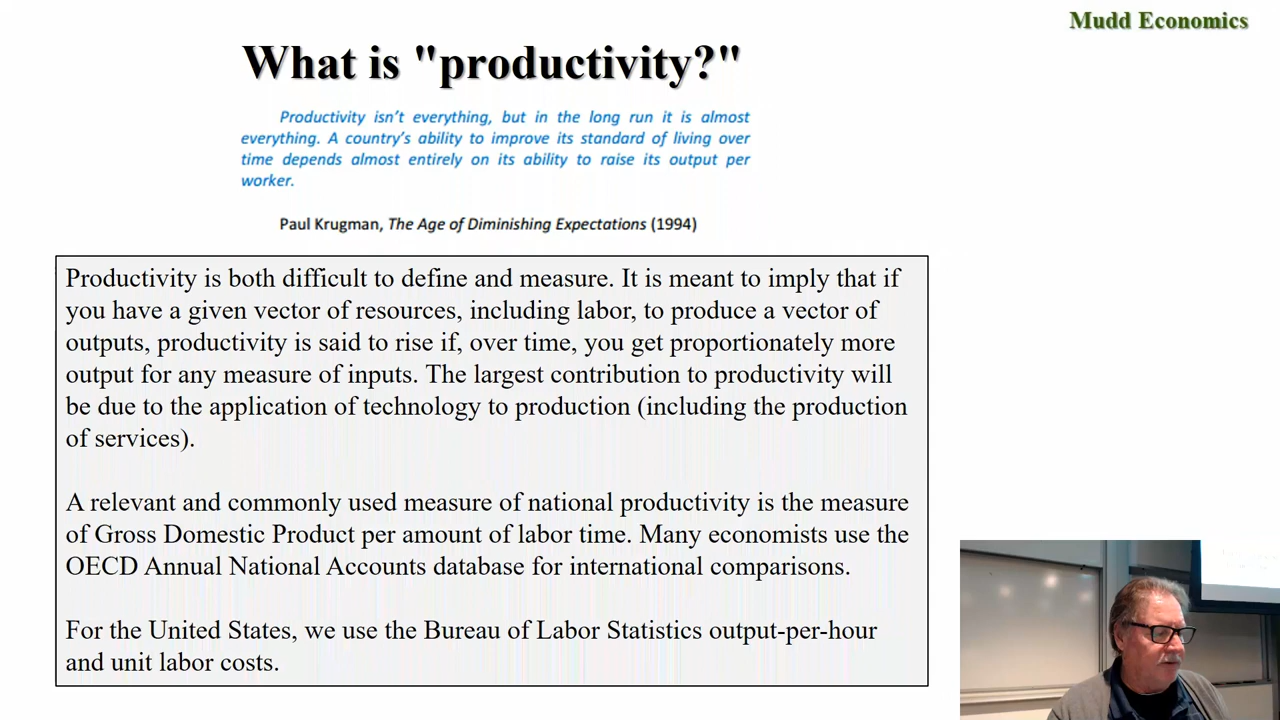 Mudd Economics
What is "productivity?"
Productivity isn't everything, but in the long run it is almost
everything. A country's ability to improve its standard of living over
time depends almost entirely on its ability to raise its output per
worker.
Paul Krugman, The Age of Diminishing Expectations (1994)
Productivity is both difficult to define and measure. It is meant to imply that if
you have a given vector of resources, including labor, to produce a vector of
outputs, productivity is said to rise if, over time, you get proportionately more
output for any measure of inputs. The largest contribution to productivity will
be due to the application of technology to production (including the production
of services).
A relevant and commonly used measure of national productivity is the measure
of Gross Domestic Product per amount of labor time. Many economists use the
OECD Annual National Accounts database for international comparisons.
For the United States, we use the Bureau of Labor Statistics output-per-hour
and unit labor costs.